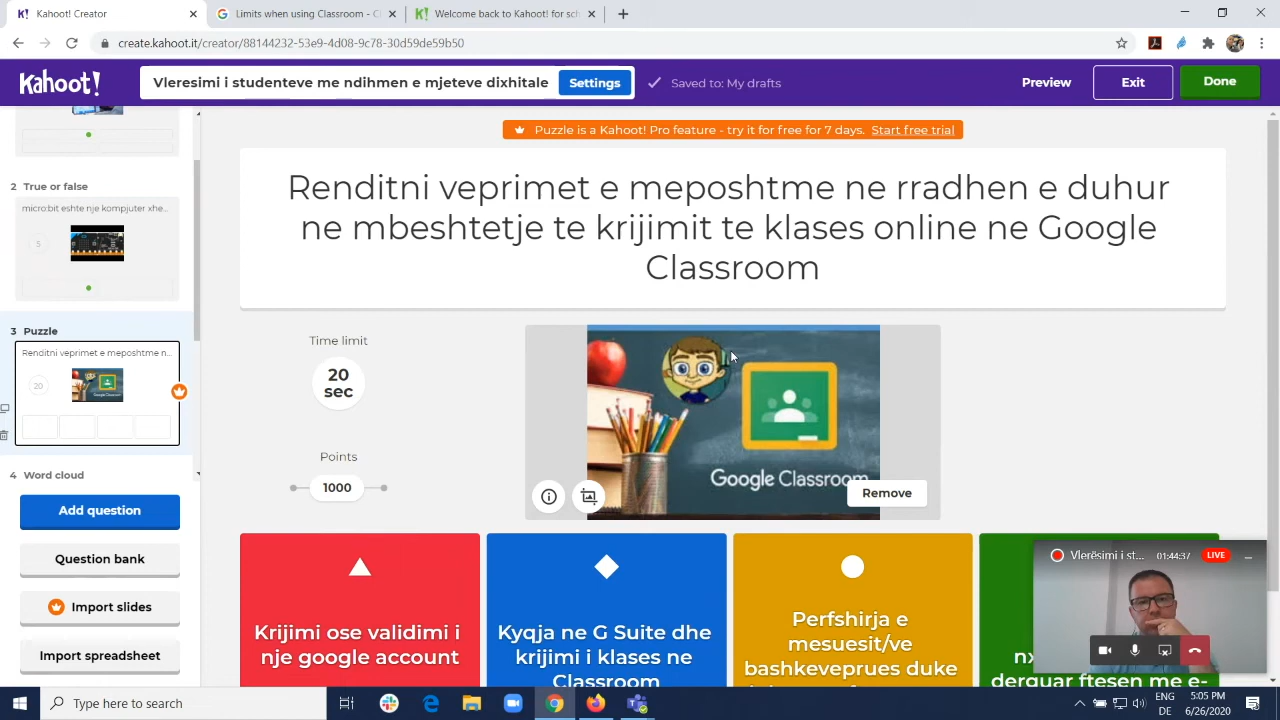 Kahoot! Creator
Limits when using Classroom - C
Welcome back to Kahoot! for sch
create.kahoot.it/creator/88144232-53e9-4d08-9c78-30d59de59b50
Kahoot!
Vleresimi i studenteve me ndihmen e mjeteve dixhitale
Settings
Saved to: My drafts
Preview
Exit
Done
Puzzle is a Kahoot! Pro feature - try it for free for 7 days. Start free trial
Renditni veprimet e meposhtme ne rradhen e duhur
ne mbeshtetje te krijimit te klases online ne Google
Classroom
2 True or false
micro:bit eshte nje kompjuter xhe...
5
3 Puzzle
Renditni veprimet e meposhtme n...
20
Google Classroom
4 Word cloud
Add question
Question bank
Import slides
Import spreadsheet
Time limit
20
sec
Points
1000
Google Classroom
Remove
Krijimi ose validimi i
nje google account
Kyqja ne G Suite dhe
krijimi i klases ne
Classroom
Perfshirja e
mesuesit/ve
bashkeveprues duke
derguar ftesen me e-
Vlerësimi i st...
01:44:37
LIVE
Type here to search
ENG
DE
5:05 PM
6/26/2020